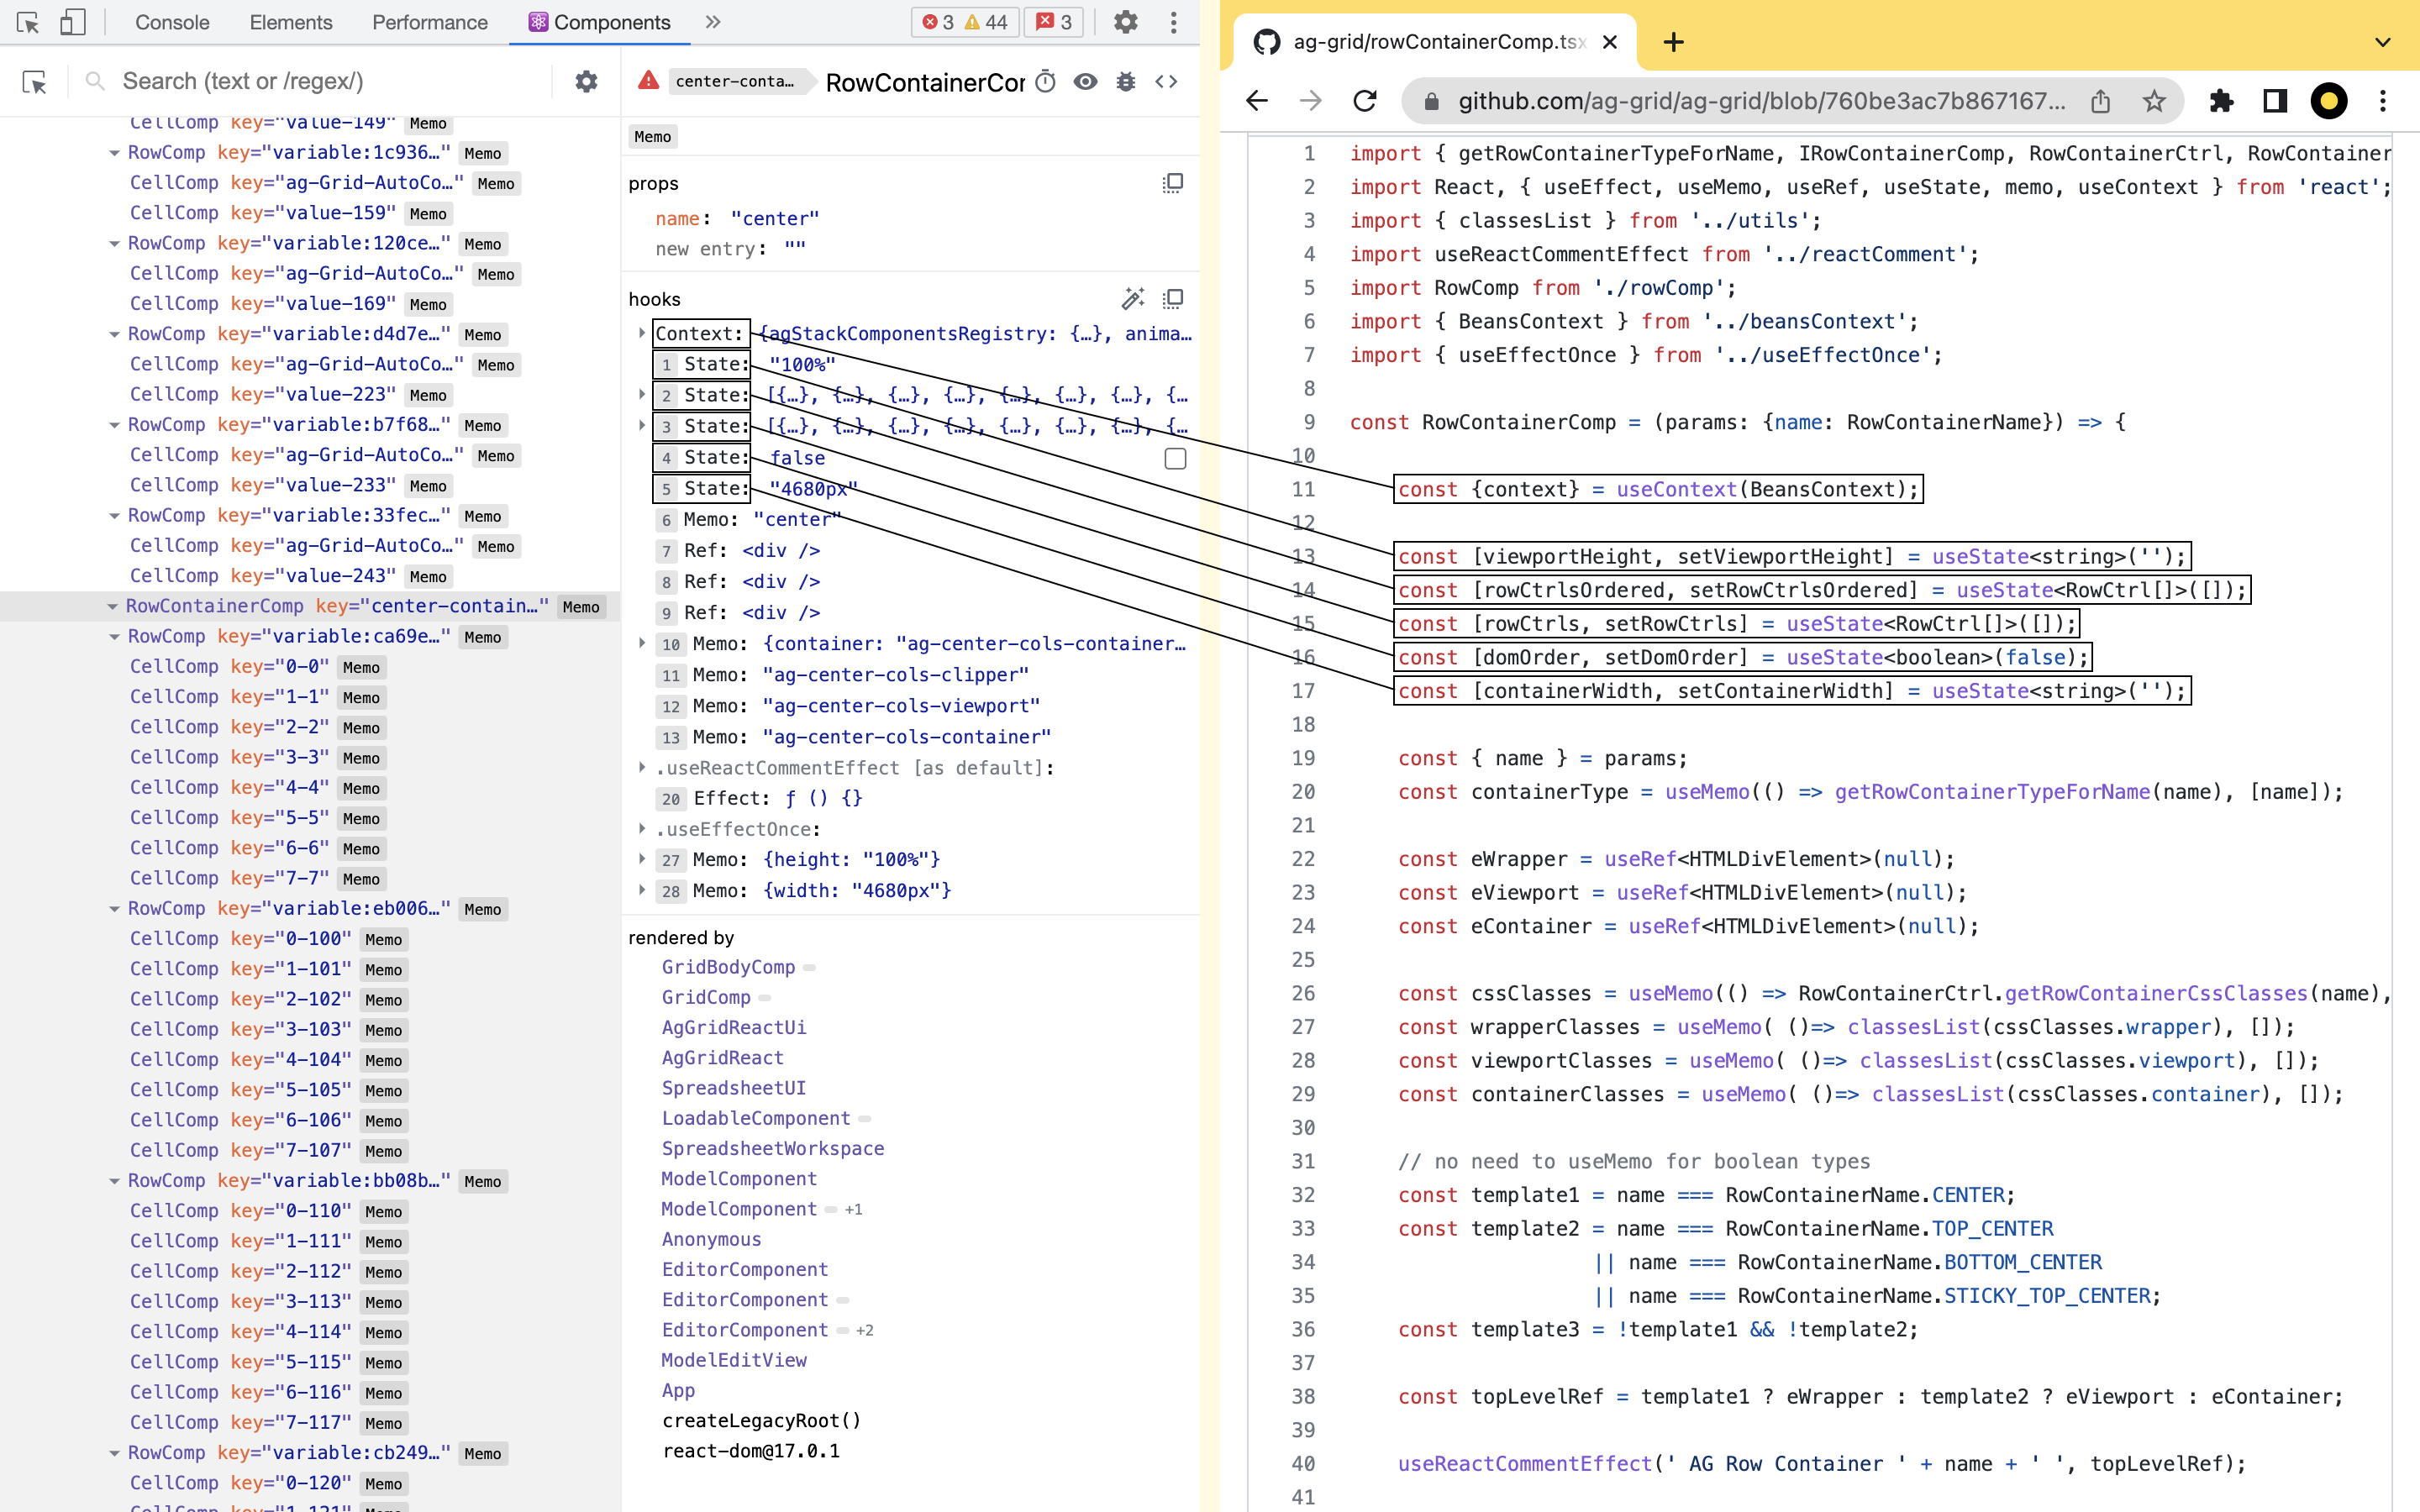 Console
Elements
Performance
Components
3
44
3
Search (text or /regex/)
CellComp key="value-149" Memo
RowComp key="variable:1c936…" Memo
CellComp key="ag-Grid-AutoCo…" Memo
CellComp key="value-159" Memo
RowComp key="variable:120ce…" Memo
CellComp key="ag-Grid-AutoCo…" Memo
CellComp key="value-169" Memo
RowComp key="variable:d4d7e…" Memo
CellComp key="ag-Grid-AutoCo…" Memo
CellComp key="value-223" Memo
RowComp key="variable:b7f68…" Memo
CellComp key="ag-Grid-AutoCo…" Memo
CellComp key="value-233" Memo
RowComp key="variable:33fec…" Memo
CellComp key="ag-Grid-AutoCo…" Memo
CellComp key="value-243" Memo
RowContainerComp key="center-contain…" Memo
RowComp key="variable:ca69e…" Memo
CellComp key="0-0" Memo
CellComp key="1-1" Memo
CellComp key="2-2" Memo
CellComp key="3-3" Memo
CellComp key="4-4" Memo
CellComp key="5-5" Memo
CellComp key="6-6" Memo
CellComp key="7-7" Memo
RowComp key="variable:eb006…" Memo
CellComp key="0-100" Memo
CellComp key="1-101" Memo
CellComp key="2-102" Memo
CellComp key="3-103" Memo
CellComp key="4-104" Memo
CellComp key="5-105" Memo
CellComp key="6-106" Memo
CellComp key="7-107" Memo
RowComp key="variable:bb08b…" Memo
CellComp key="0-110" Memo
CellComp key="1-111" Memo
CellComp key="2-112" Memo
CellComp key="3-113" Memo
CellComp key="4-114" Memo
CellComp key="5-115" Memo
CellComp key="6-116" Memo
CellComp key="7-117" Memo
RowComp key="variable:cb249…" Memo
CellComp key="0-120" Memo
center-conta…
RowContainerCor
Memo
props
name: "center"
new entry: ""
hooks
Context: {agStackComponentsRegistry: {…}, anima…
1 State: "100%"
2 State: [{…}, {…}, {…}, {…}, {…}, {…}, {…}, {…
3 State: [{…}, {…}, {…}, {…}, {…}, {…}, {…}, {…
4 State: false
5 State: "4680px"
6 Memo: "center"
7 Ref: <div />
8 Ref: <div />
9 Ref: <div />
10 Memo: {container: "ag-center-cols-container…
11 Memo: "ag-center-cols-clipper"
12 Memo: "ag-center-cols-viewport"
13 Memo: "ag-center-cols-container"
.useReactCommentEffect [as default]:
20 Effect: ƒ () {}
.useEffectOnce:
27 Memo: {height: "100%"}
28 Memo: {width: "4680px"}
rendered by
GridBodyComp
GridComp
AgGridReactUi
AgGridReact
SpreadsheetUI
LoadableComponent
SpreadsheetWorkspace
ModelComponent
ModelComponent +1
Anonymous
EditorComponent
EditorComponent
EditorComponent +2
ModelEditView
App
createLegacyRoot()
react-dom@17.0.1
ag-grid/rowContainerComp.tsx
github.com/ag-grid/ag-grid/blob/760be3ac7b867167...
1 import { getRowContainerTypeForName, IRowContainerComp, RowContainerCtrl, RowContainer
2 import React, { useEffect, useMemo, useRef, useState, memo, useContext } from 'react';
3 import { classesList } from '../utils';
4 import useReactCommentEffect from '../reactComment';
5 import RowComp from './rowComp';
6 import { BeansContext } from '../beansContext';
7 import { useEffectOnce } from '../useEffectOnce';
8
9 const RowContainerComp = (params: {name: RowContainerName}) => {
10
11 const {context} = useContext(BeansContext);
12
13 const [viewportHeight, setViewportHeight] = useState<string>('');
14 const [rowCtrlsOrdered, setRowCtrlsOrdered] = useState<RowCtrl[]>([]);
15 const [rowCtrls, setRowCtrls] = useState<RowCtrl[]>([]);
16 const [domOrder, setDomOrder] = useState<boolean>(false);
17 const [containerWidth, setContainerWidth] = useState<string>('');
18
19 const { name } = params;
20 const containerType = useMemo(() => getRowContainerTypeForName(name), [name]);
21
22 const eWrapper = useRef<HTMLDivElement>(null);
23 const eViewport = useRef<HTMLDivElement>(null);
24 const eContainer = useRef<HTMLDivElement>(null);
25
26 const cssClasses = useMemo(() => RowContainerCtrl.getRowContainerCssClasses(name),
27 const wrapperClasses = useMemo( ()=> classesList(cssClasses.wrapper), []);
28 const viewportClasses = useMemo( ()=> classesList(cssClasses.viewport), []);
29 const containerClasses = useMemo( ()=> classesList(cssClasses.container), []);
30
31 // no need to useMemo for boolean types
32 const template1 = name === RowContainerName.CENTER;
33 const template2 = name === RowContainerName.TOP_CENTER
34 || name === RowContainerName.BOTTOM_CENTER
35 || name === RowContainerName.STICKY_TOP_CENTER;
36 const template3 = !template1 && !template2;
37
38 const topLevelRef = template1 ? eWrapper : template2 ? eViewport : eContainer;
39
40 useReactCommentEffect(' AG Row Container ' + name + ' ', topLevelRef);
41